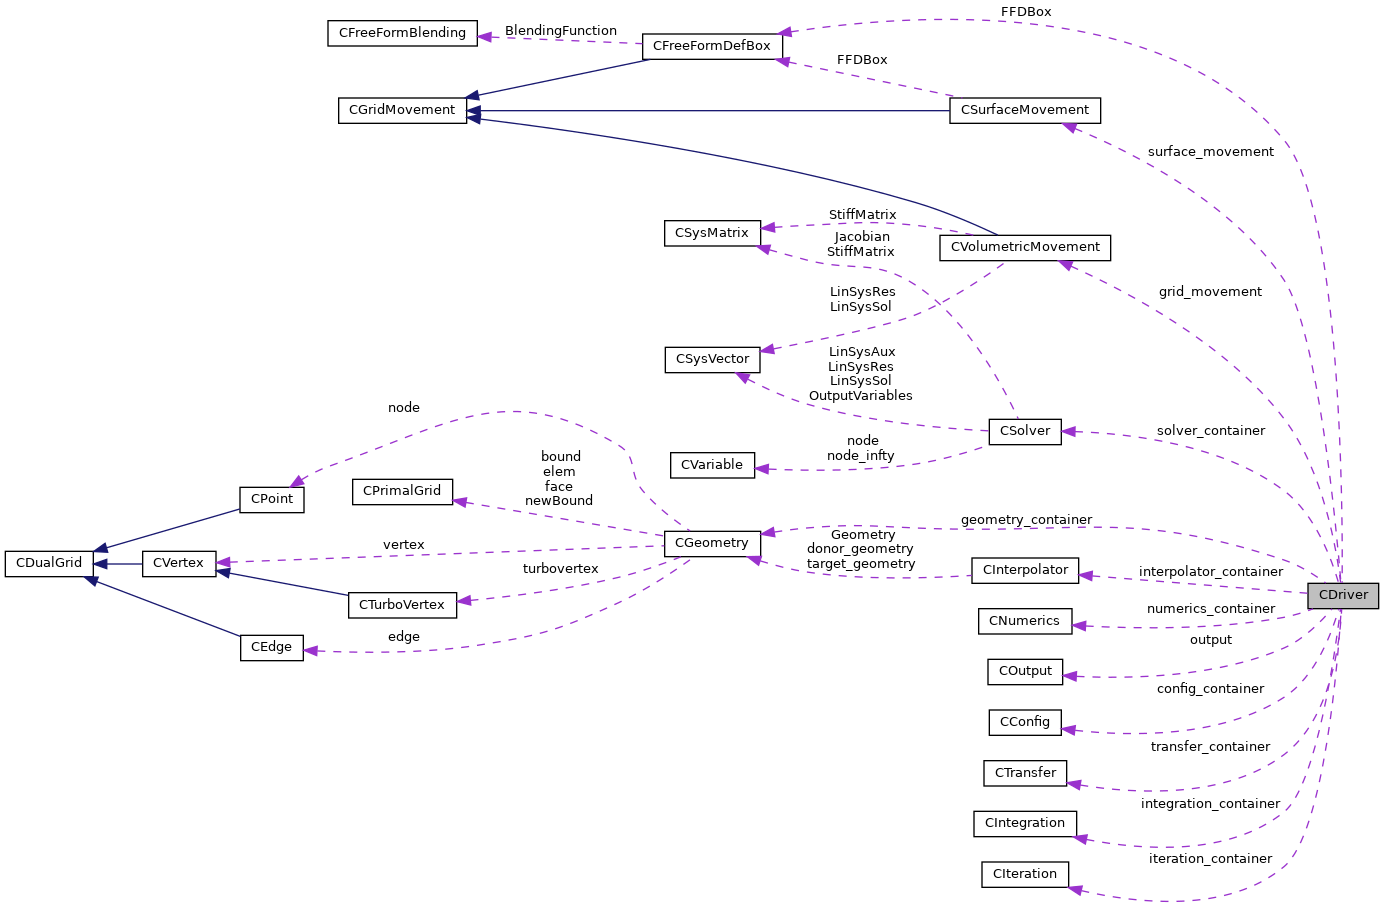 FFDBox
CFreeFormBlending
BlendingFunction
CFreeFormDefBox
FFDBox
CGridMovement
CSurfaceMovement
surface_movement
StiffMatrix
CSysMatrix
Jacobian
StiffMatrix
CVolumetricMovement
grid_movement
LinSysRes
LinSysSol
CSysVector
LinSysAux
LinSysRes
LinSysSol
OutputVariables
node
CSolver
solver_container
node
node_infty
CVariable
bound
elem
face
newBound
CPrimalGrid
CPoint
geometry_container
CGeometry
Geometry
donor_geometry
target_geometry
vertex
CDualGrid
CVertex
turbovertex
CInterpolator
interpolator_container
CDriver
CTurboVertex
numerics_container
CNumerics
edge
CEdge
output
COutput
config_container
CConfig
transfer_container
CTransfer
integration_container
CIntegration
iteration_container
CIteration